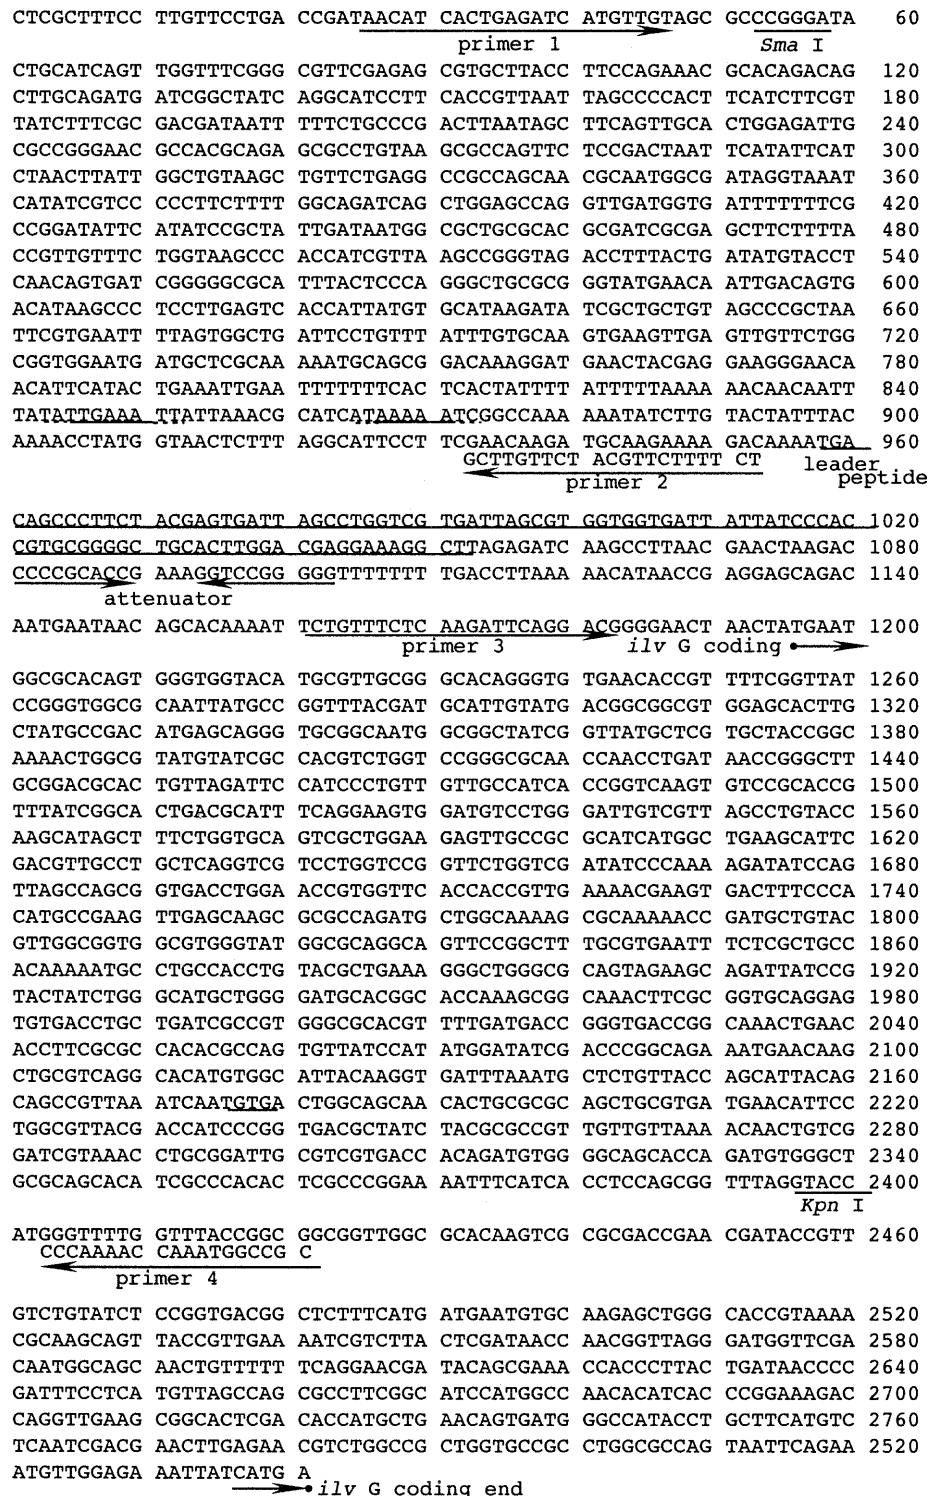 CTCGCTTTCC TTGTTCCTGA CCGATAACAT CACTGAGATC ATGTTGTAGC GCCCGGGATA 60
primer 1 Sma I
CTGCATCAGT TGGTTTCGGG CGTTCGAGAG CGTGCTTACC TTCCAGAAAC GCACAGACAG 120
CTTGCAGATG ATCGGCTATC AGGCATCCTT CACCGTTAAT TAGCCCCACT TCATCTTCGT 180
TATCTTTCGC GACGATAATT TTTCTGCCCG ACTTAATAGC TTCAGTTGCA CTGGAGATTG 240
CGCCGGGAAC GCCACGCAGA GCGCCTGTAA GCGCCAGTTC TCCGACTAAT TCATATTCAT 300
CTAACTTATT GGCTGTAAGC TGTTCTGAGG CCGCCAGCAA CGCAATGGCG ATAGGTAAAT 360
CATATCGTCC CCCTTCTTTT GGCAGATCAG CTGGAGCCAG GTTGATGGTG ATTTTTTTCG 420
CCGGATATTC ATATCCGCTA TTGATAATGG CGCTGCGCAC GCGATCGCGA GCTTCTTTTA 480
CCGTTGTTTC TGGTAAGCCC ACCATCGTTA AGCCGGGTAG ACCTTTACTG ATATGTACCT 540
CAACAGTGAT CGGGGGCGCA TTTACTCCCA GGGCTGCGCG GGTATGAACA ATTGACAGTG 600
ACATAAGCCC TCCTTGAGTC ACCATTATGT GCATAAGATA TCGCTGCTGT AGCCCGCTAA 660
TTCGTGAATT TTAGTGGCTG ATTCCTGTTT ATTTGTGCAA GTGAAGTTGA GTTGTTCTGG 720
CGGTGGAATG ATGCTCGCAA AAATGCAGCG GACAAAGGAT GAACTACGAG GAAGGGAACA 780
ACATTCATAC TGAAATTGAA TTTTTTTCAC TCACTATTTT ATTTTTAAAA AACAACAATT 840
TATATTGAAA TTATTAAACG CATCATAAAA ATCGGCCAAA AAATATCTTG TACTATTTAC 900
AAAACCTATG GTAACTCTTT AGGCATTCCT TCGAACAAGA TGCAAGAAAA GACAAAATGA 960
GCTTGTTCT ACGTTCTTTT CT leader
primer 2 peptide
CAGCCCTTCT ACGAGTGATT AGCCTGGTCG TGATTAGCGT GGTGGTGATT ATTATCCCAC 1020
CGTGCGGGGC TGCACTTGGA CGAGGAAAGG CTTAGAGATC AAGCCTTAAC GAACTAAGAC 1080
CCCCGCACCG AAAGGTCCGG GGGTTTTTTT TGACCTTAAA AACATAACCG AGGAGCAGAC 1140
attenuator
AATGAATAAC AGCACAAAAT TCTGTTTCTC AAGATTCAGG ACGGGGAACT AACTATGAAT 1200
primer 3 ilv G coding
GGCGCACAGT GGGTGGTACA TGCGTTGCGG GCACAGGGTG TGAACACCGT TTTCGGTTAT 1260
CCGGGTGGCG CAATTATGCC GGTTTACGAT GCATTGTATG ACGGCGGCGT GGAGCACTTG 1320
CTATGCCGAC ATGAGCAGGG TGCGGCAATG GCGGCTATCG GTTATGCTCG TGCTACCGGC 1380
AAAACTGGCG TATGTATCGC CACGTCTGGT CCGGGCGCAA CCAACCTGAT AACCGGGCTT 1440
GCGGACGCAC TGTTAGATTC CATCCCTGTT GTTGCCATCA CCGGTCAAGT GTCCGCACCG 1500
TTTATCGGCA CTGACGCATT TCAGGAAGTG GATGTCCTGG GATTGTCGTT AGCCTGTACC 1560
AAGCATAGCT TTCTGGTGCA GTCGCTGGAA GAGTTGCCGC GCATCATGGC TGAAGCATTC 1620
GACGTTGCCT GCTCAGGTCG TCCTGGTCCG GTTCTGGTCG ATATCCCAAA AGATATCCAG 1680
TTAGCCAGCG GTGACCTGGA ACCGTGGTTC ACCACCGTTG AAAACGAAGT GACTTTCCCA 1740
CATGCCGAAG TTGAGCAAGC GCGCCAGATG CTGGCAAAAG CGCAAAAACC GATGCTGTAC 1800
GTTGGCGGTG GCGTGGGTAT GGCGCAGGCA GTTCCGGCTT TGCGTGAATT TCTCGCTGCC 1860
ACAAAAATGC CTGCCACCTG TACGCTGAAA GGGCTGGGCG CAGTAGAAGC AGATTATCCG 1920
TACTATCTGG GCATGCTGGG GATGCACGGC ACCAAAGCGG CAAACTTCGC GGTGCAGGAG 1980
TGTGACCTGC TGATCGCCGT GGGCGCACGT TTTGATGACC GGGTGACCGG CAAACTGAAC 2040
ACCTTCGCGC CACACGCCAG TGTTATCCAT ATGGATATCG ACCCGGCAGA AATGAACAAG 2100
CTGCGTCAGG CACATGTGGC ATTACAAGGT GATTTAAATG CTCTGTTACC AGCATTACAG 2160
CAGCCGTTAA ATCAATGTGA CTGGCAGCAA CACTGCGCGC AGCTGCGTGA TGAACATTCC 2220
TGGCGTTACG ACCATCCCGG TGACGCTATC TACGCGCCGT TGTTGTTAAA ACAACTGTCG 2280
GATCGTAAAC CTGCGGATTG CGTCGTGACC ACAGATGTGG GGCAGCACCA GATGTGGGCT 2340
GCGCAGCACA TCGCCCACAC TCGCCCGGAA AATTTCATCA CCTCCAGCGG TTTAGGTACC 2400
Kpn I
ATGGGTTTTG GTTTACCGGC GGCGGTTGGC GCACAAGTCG CGCGACCGAA CGATACCGTT 2460
CCCAAAAC CAAATGGCCG C
primer 4
GTCTGTATCT CCGGTGACGG CTCTTTCATG ATGAATGTGC AAGAGCTGGG CACCGTAAAA 2520
CGCAAGCAGT TACCGTTGAA AATCGTCTTA CTCGATAACC AACGGTTAGG GATGGTTCGA 2580
CAATGGCAGC AACTGTTTTT TCAGGAACGA TACAGCGAAA CCACCCTTAC TGATAACCCC 2640
GATTTCCTCA TGTTAGCCAG CGCCTTCGGC ATCCATGGCC AACACATCAC CCGGAAAGAC 2700
CAGGTTGAAG CGGCACTCGA CACCATGCTG AACAGTGATG GGCCATACCT GCTTCATGTC 2760
TCAATCGACG AACTTGAGAA CGTCTGGCCG CTGGTGCCGC CTGGCGCCAG TAATTCAGAA 2520
ATGTTGGAGA AATTATCATG A
ilv G coding end